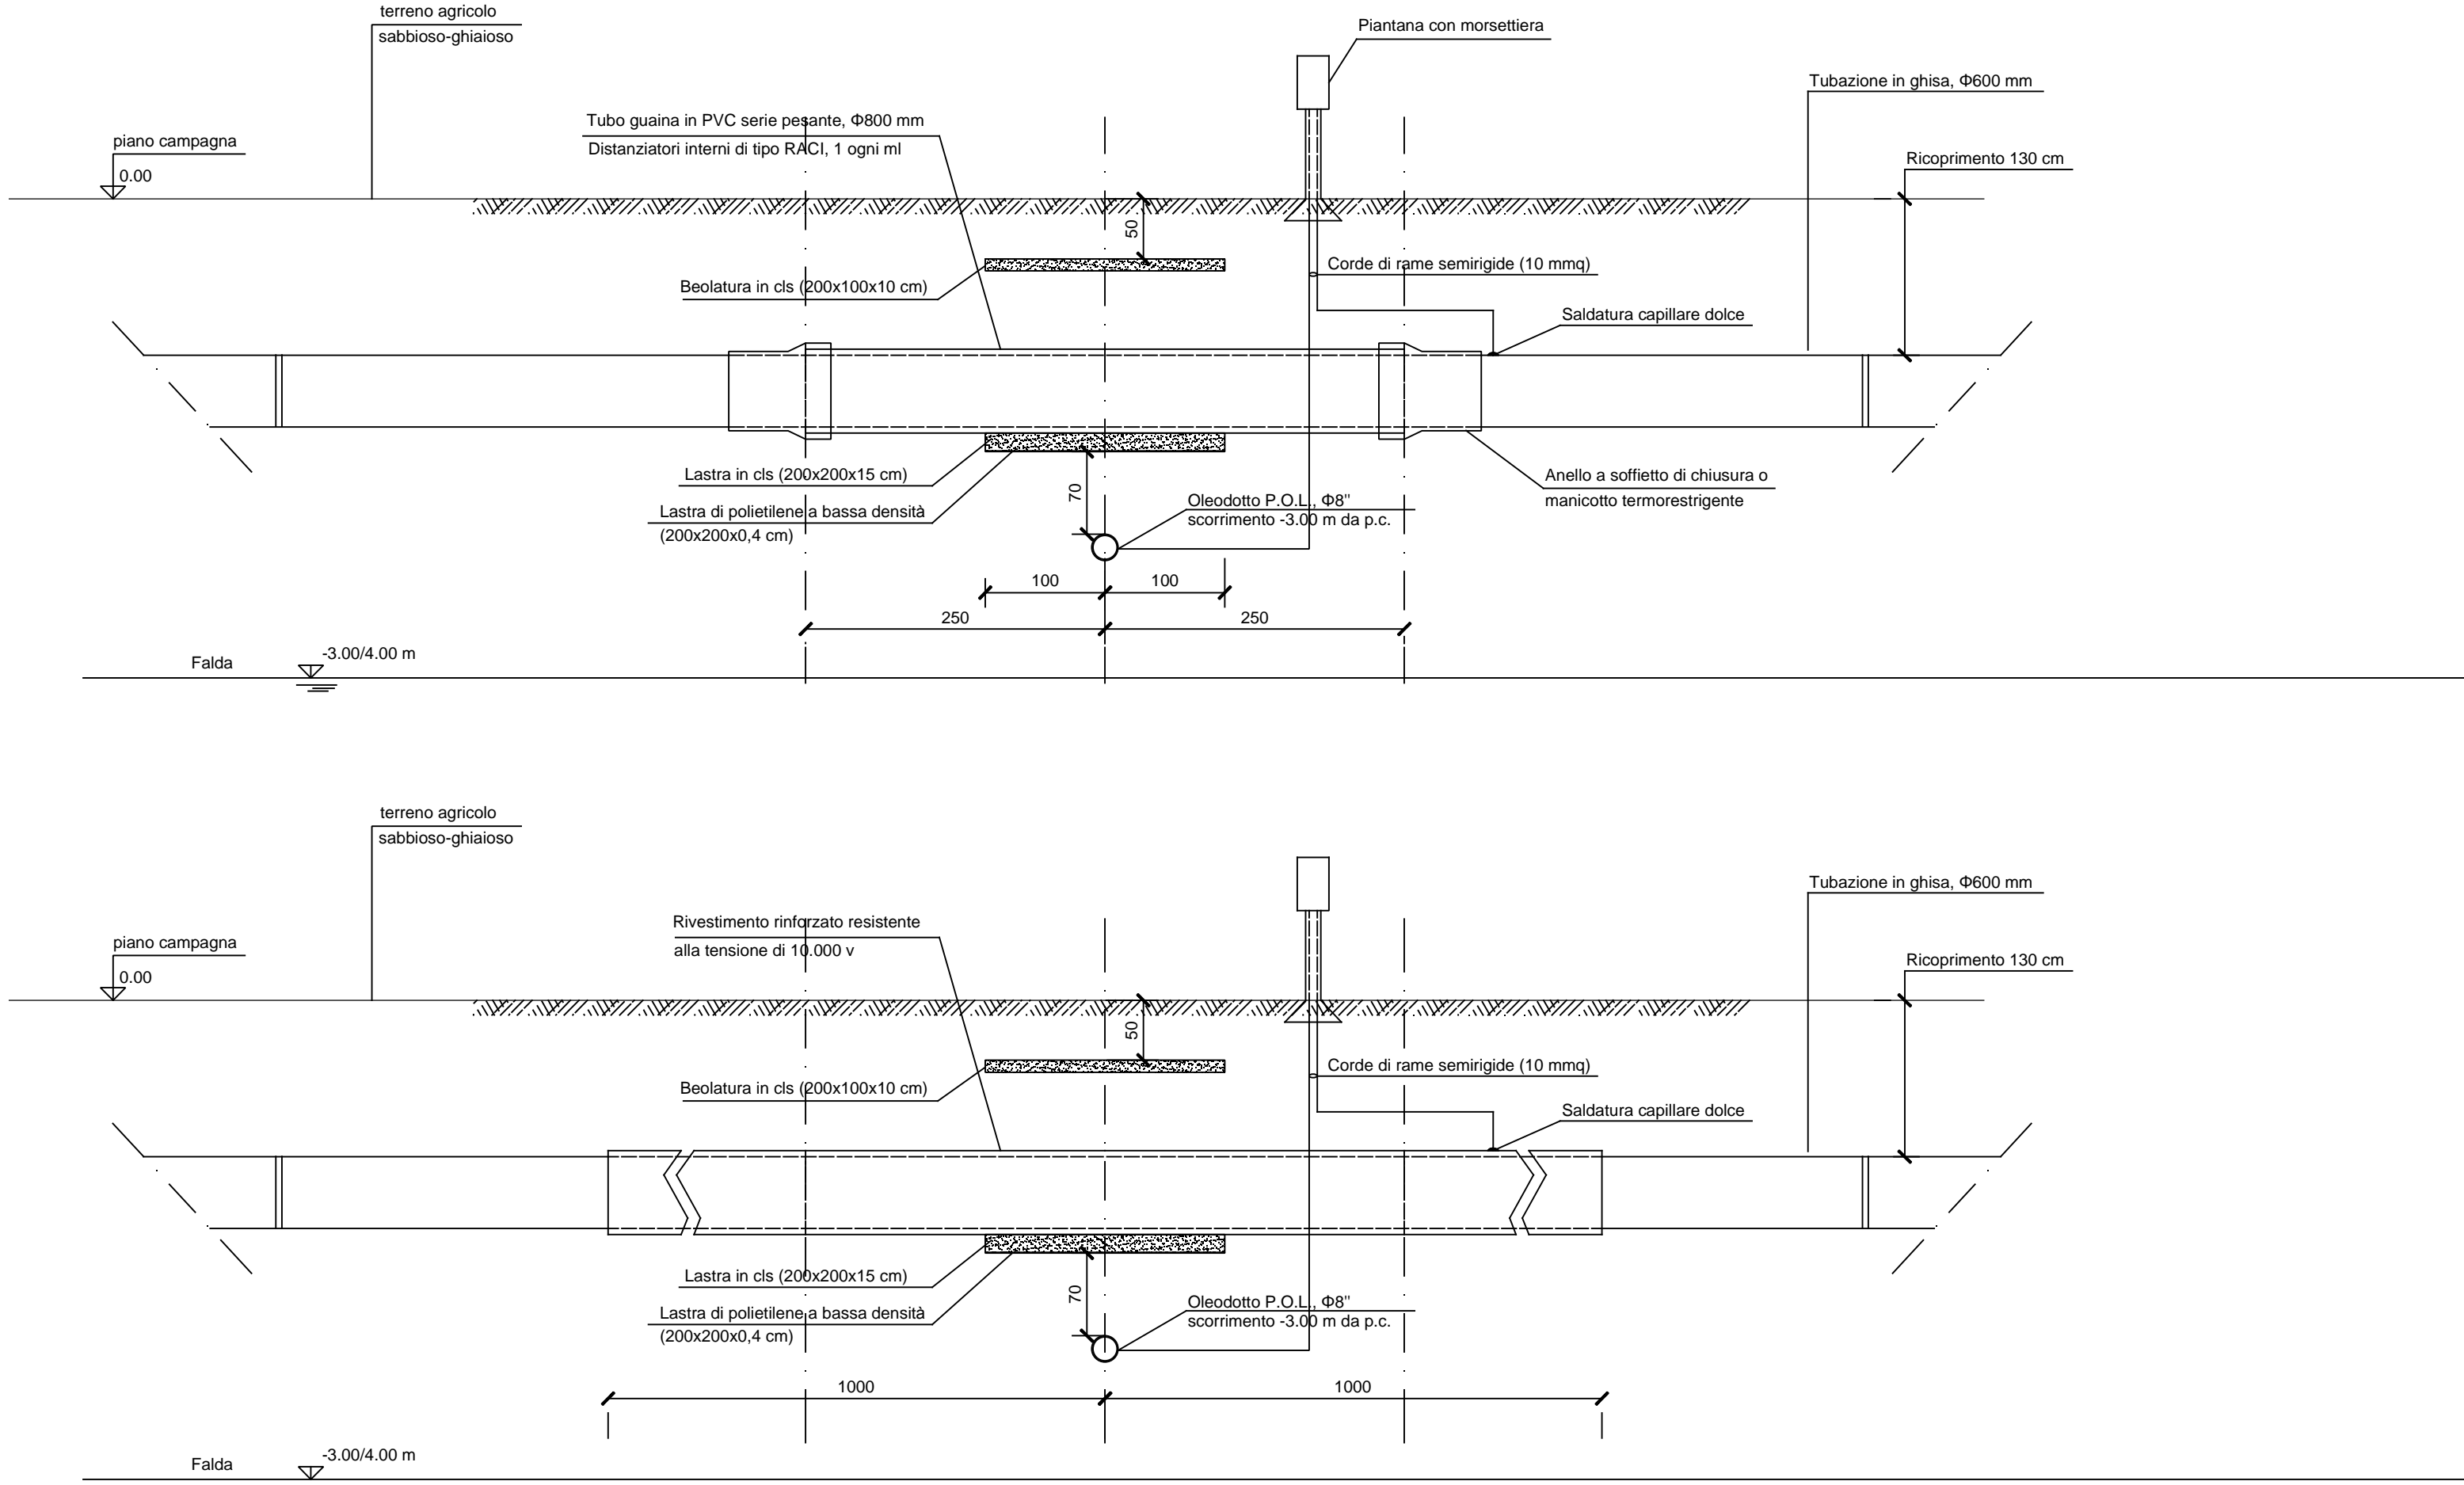 terreno agricolo
sabbioso-ghiaioso
Piantana con morsettiera
Tubazione in ghisa, Φ600 mm
Tubo guaina in PVC serie pesante, Φ800 mm
Distanziatori interni di tipo RACI, 1 ogni ml
piano campagna
0.00
Ricoprimento 130 cm
50
Beolatura in cls (200x100x10 cm)
Corde di rame semirigide (10 mmq)
Saldatura capillare dolce
Lastra in cls (200x200x15 cm)
Anello a soffietto di chiusura o
manicotto termorestrigente
70
Lastra di polietilene a bassa densità
(200x200x0,4 cm)
Oleodotto P.O.L., Φ8"
scorrimento -3.00 m da p.c.
100
100
250
250
Falda
-3.00/4.00 m
terreno agricolo
sabbioso-ghiaioso
Tubazione in ghisa, Φ600 mm
Rivestimento rinforzato resistente
alla tensione di 10.000 v
piano campagna
0.00
Ricoprimento 130 cm
50
Beolatura in cls (200x100x10 cm)
Corde di rame semirigide (10 mmq)
Saldatura capillare dolce
Lastra in cls (200x200x15 cm)
70
Lastra di polietilene a bassa densità
(200x200x0,4 cm)
Oleodotto P.O.L., Φ8"
scorrimento -3.00 m da p.c.
1000
1000
Falda
-3.00/4.00 m